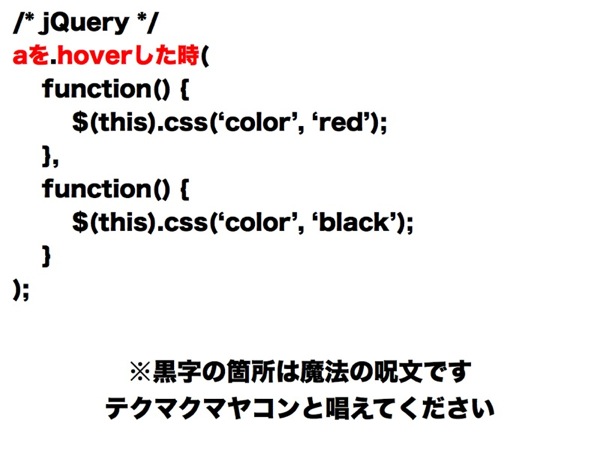 /* jQuery */
aを.hoverした時(
function() {
$(this).css(‘color’, ‘red’);
},
function() {
$(this).css(‘color’, ‘black’);
}
);
※黒字の箇所は魔法の呪文です
テクマクマヤコンと唱えてください